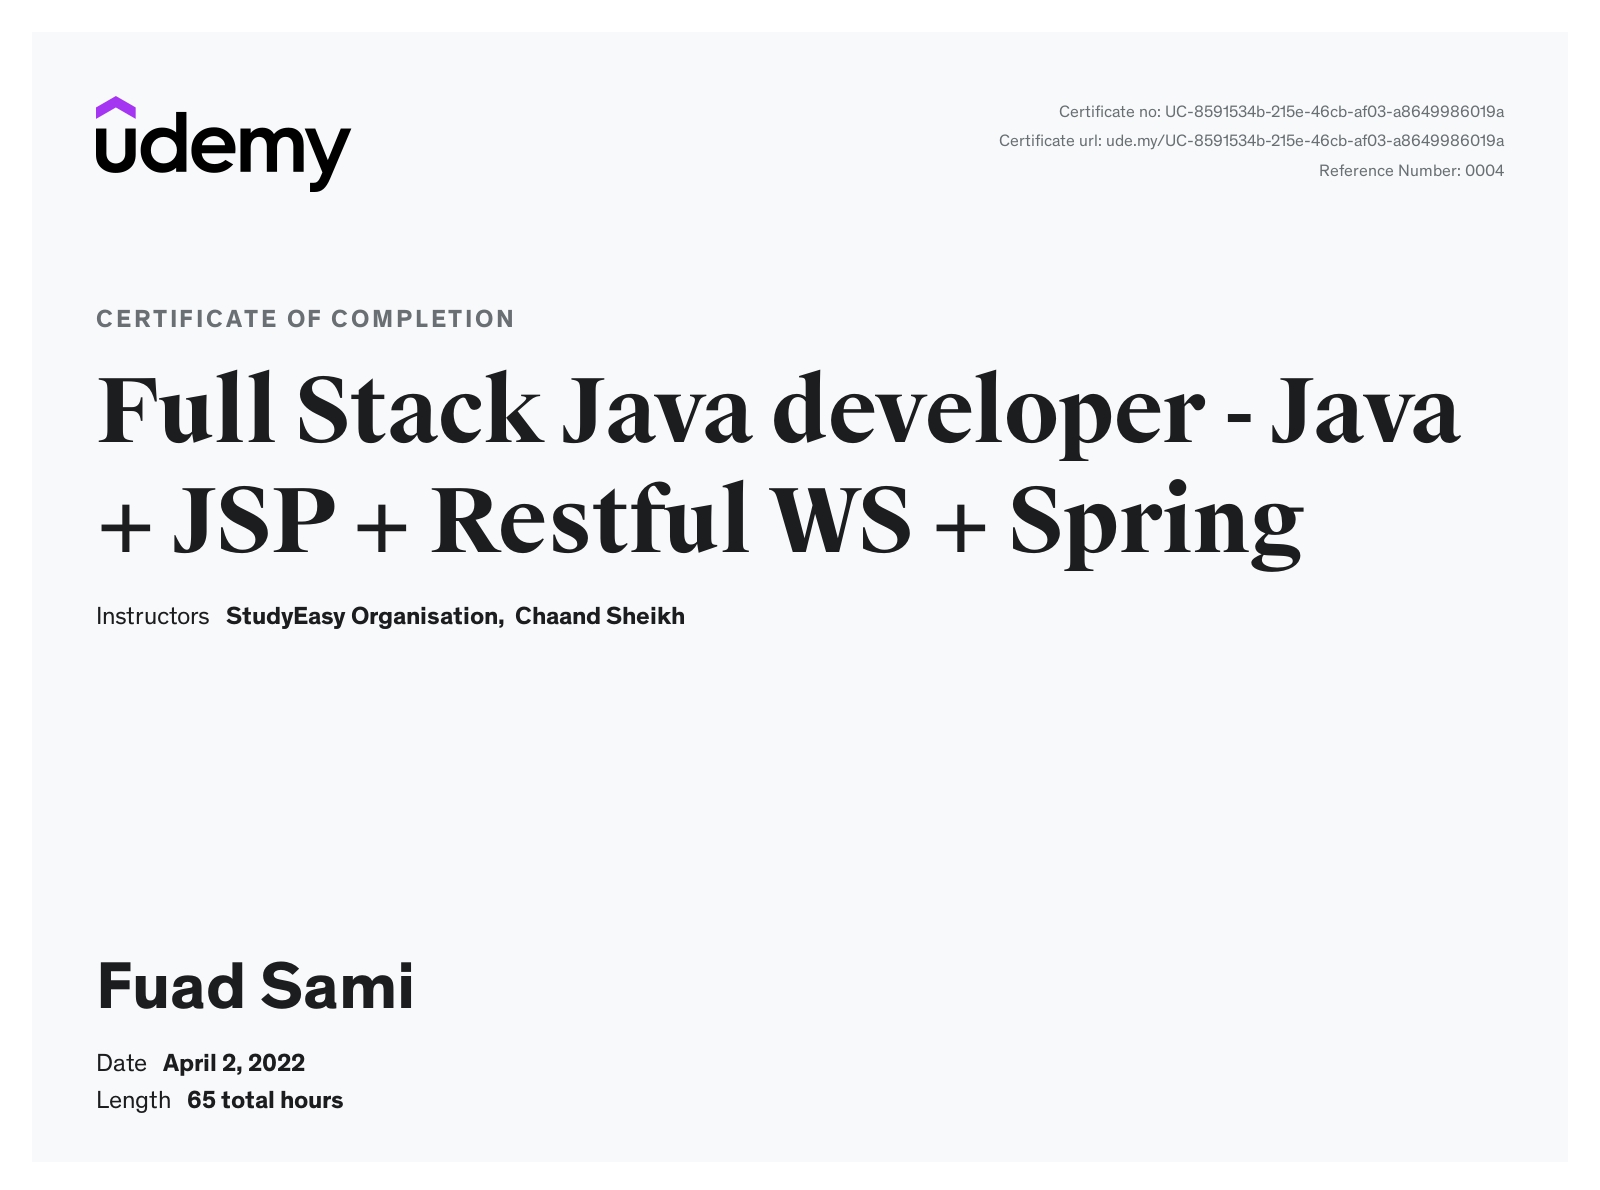 udemy
Certificate no: UC-8591534b-215e-46cb-af03-a8649986019a
Certificate url: ude.my/UC-8591534b-215e-46cb-af03-a8649986019a
Reference Number: 0004
CERTIFICATE OF COMPLETION
Full Stack Java developer - Java
+ JSP + Restful WS + Spring
Instructors StudyEasy Organisation, Chaand Sheikh
Fuad Sami
Date April 2, 2022
Length 65 total hours